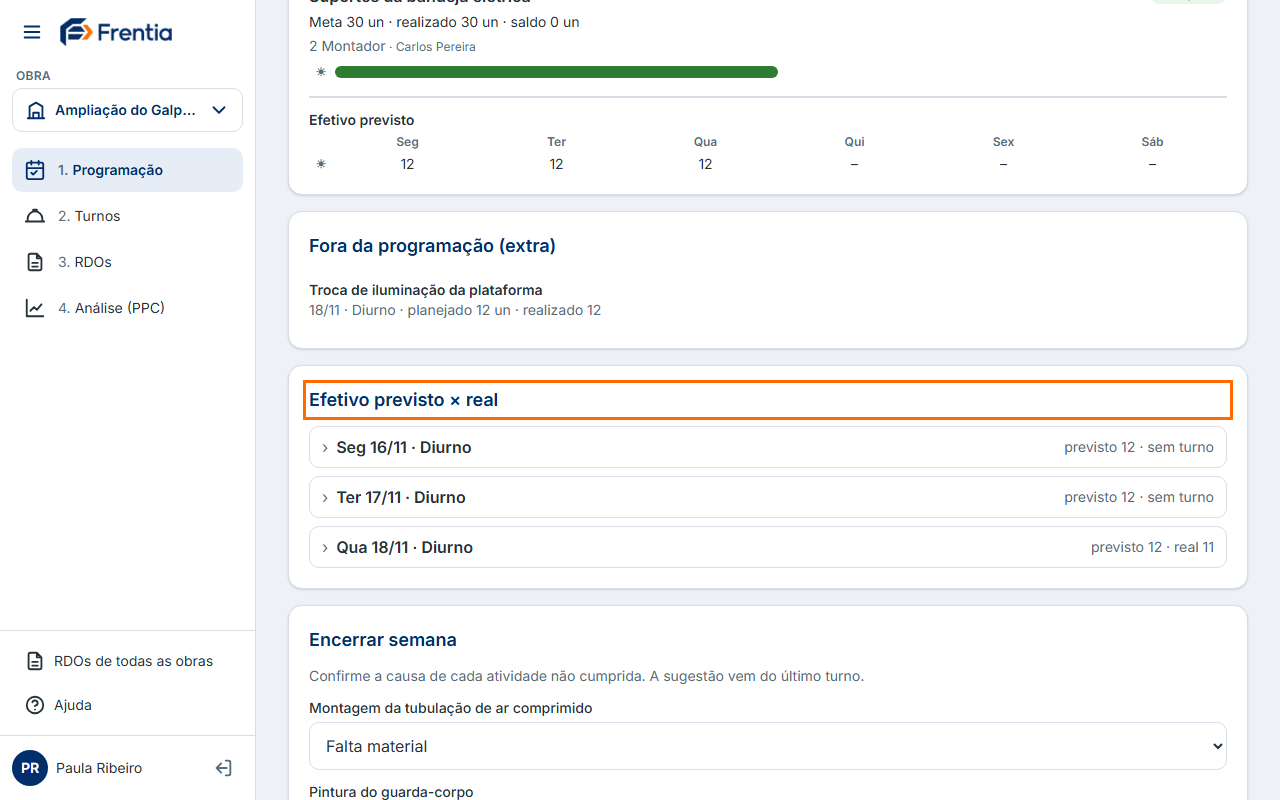 Frentia
OBRA
Ampliação do Galp...
1. Programação
2. Turnos
3. RDOs
4. Análise (PPC)
RDOs de todas as obras
Ajuda
PR Paula Ribeiro
Suportes da bandeja elétrica
Meta 30 un · realizado 30 un · saldo 0 un
2 Montador · Carlos Pereira
Efetivo previsto
Seg Ter Qua Qui Sex Sáb
12 12 12 – – –
Fora da programação (extra)
Troca de iluminação da plataforma
18/11 · Diurno · planejado 12 un · realizado 12
Efetivo previsto × real
› Seg 16/11 · Diurno previsto 12 · sem turno
› Ter 17/11 · Diurno previsto 12 · sem turno
› Qua 18/11 · Diurno previsto 12 · real 11
Encerrar semana
Confirme a causa de cada atividade não cumprida. A sugestão vem do último turno.
Montagem da tubulação de ar comprimido
Falta material
Pintura do guarda-corpo